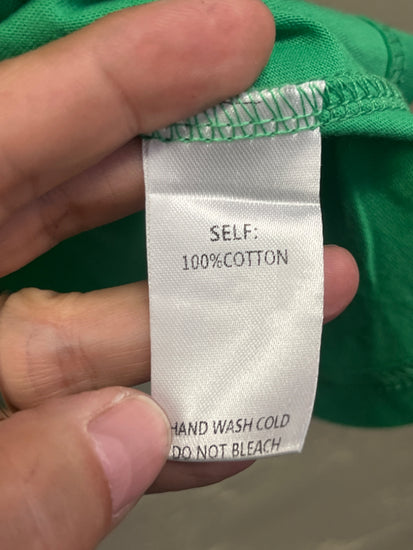 SELF:
100%COTTON
HAND WASH COLD
DO NOT BLEACH